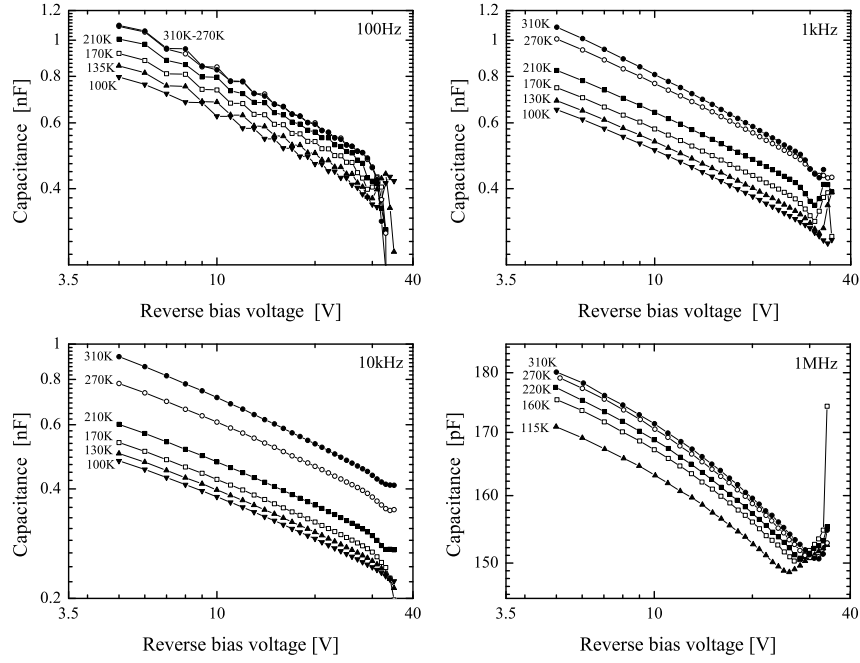 1.2
1
0.8
0.6
0.4
Capacitance [nF]
310K-270K
210K
170K
135K
100K
100Hz
3.5
10
40
Reverse bias voltage [V]
1.2
1
0.8
0.6
0.4
Capacitance [nF]
310K
270K
210K
170K
130K
100K
1kHz
3.5
10
40
Reverse bias voltage [V]
1
0.8
0.6
0.4
0.2
Capacitance [nF]
310K
270K
210K
170K
130K
100K
10kHz
3.5
10
40
Reverse bias voltage [V]
180
170
160
150
Capacitance [pF]
310K
270K
220K
160K
115K
1MHz
3.5
10
40
Reverse bias voltage [V]